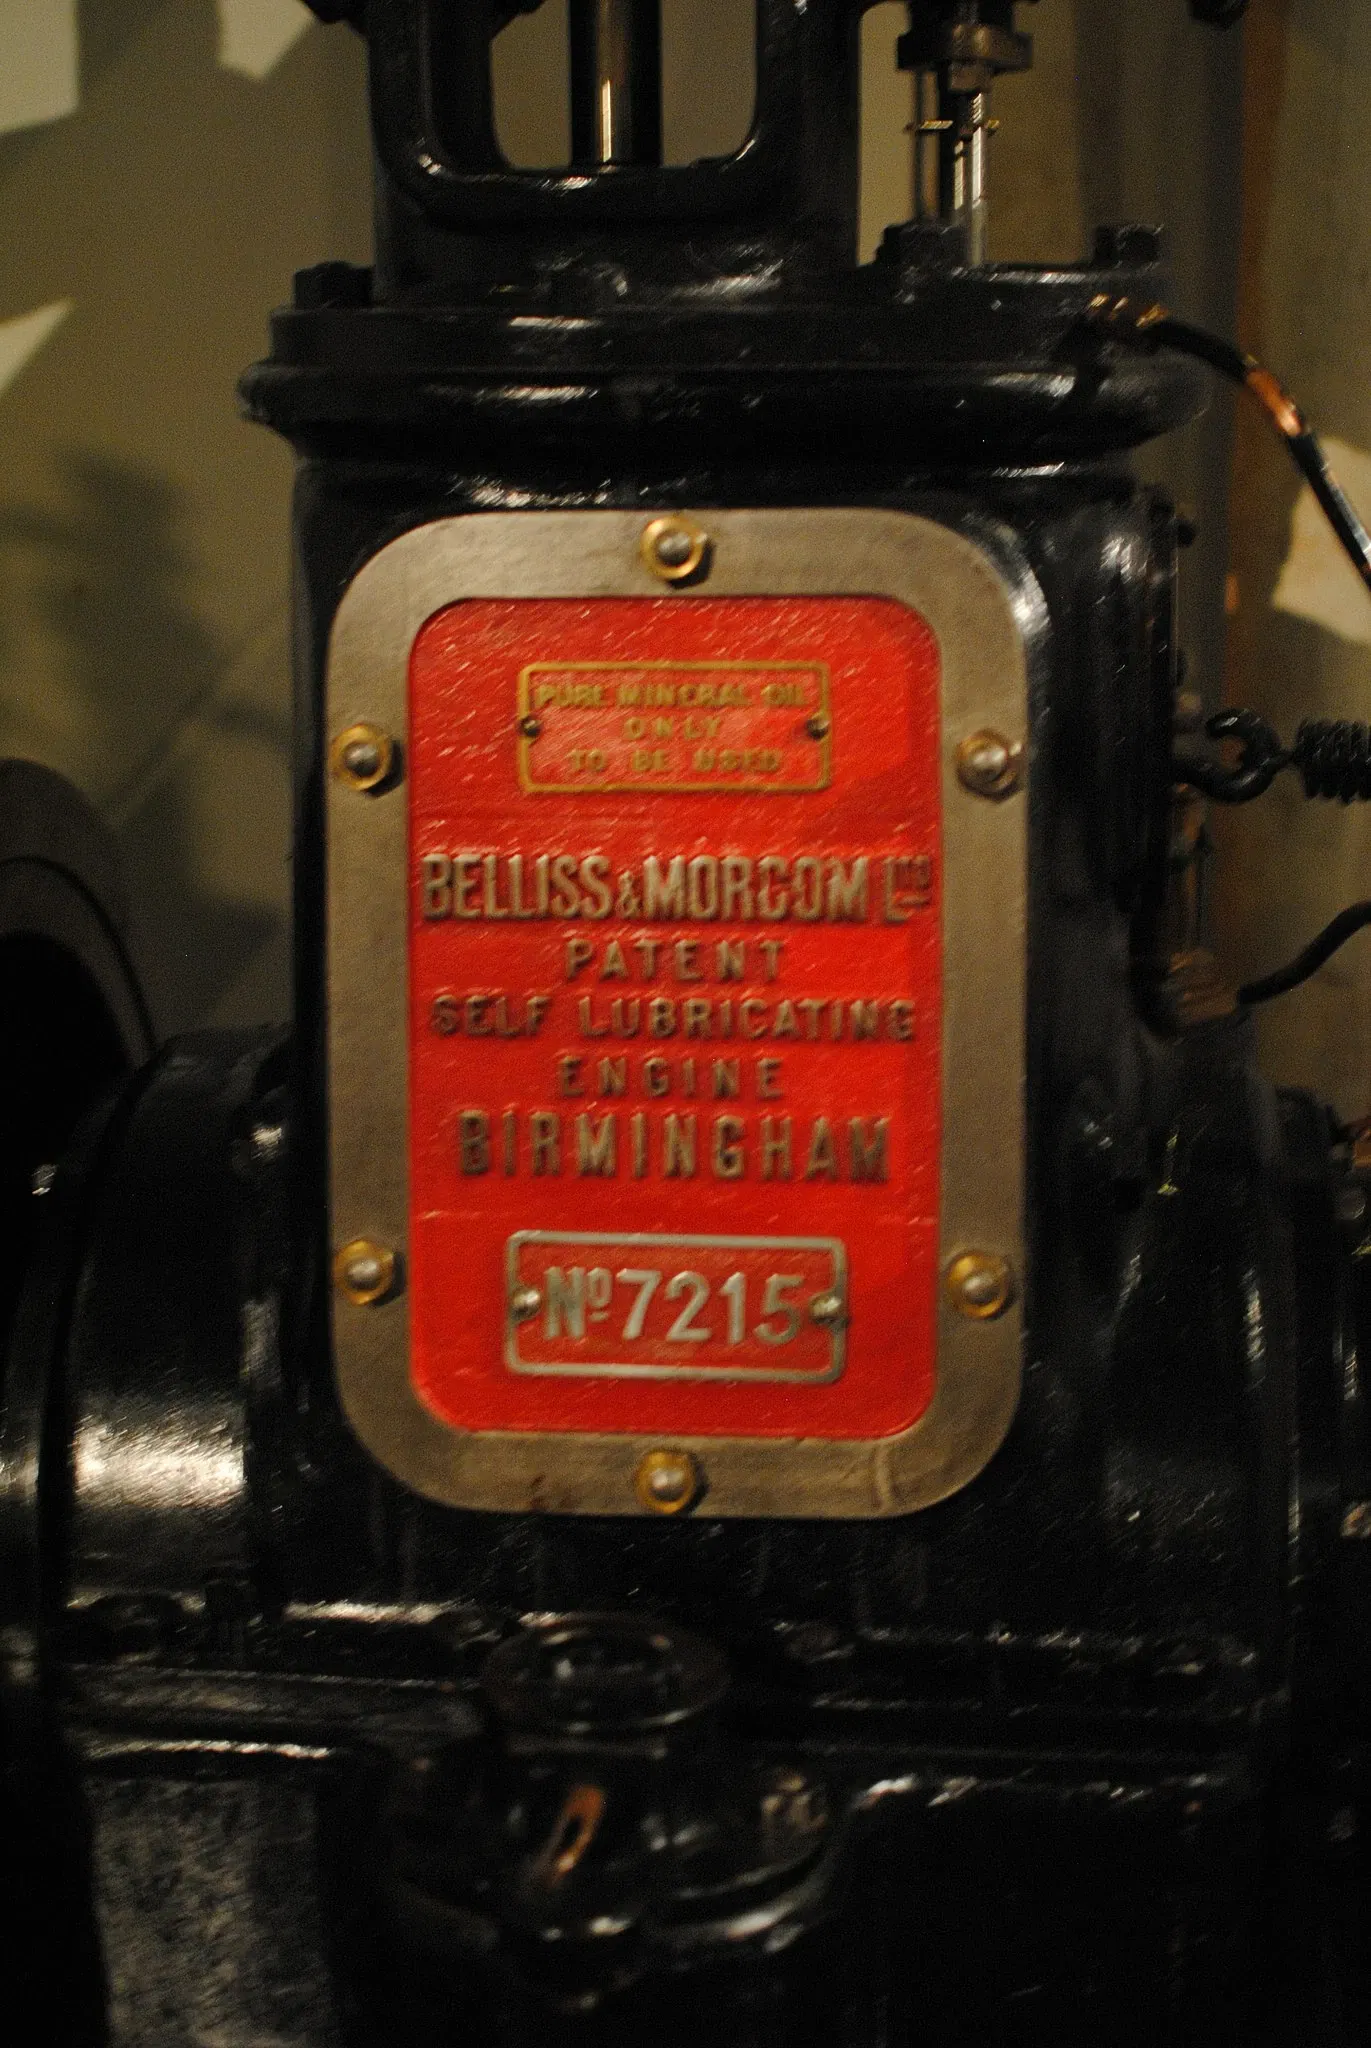 PURE MINERAL OIL
ONLY
TO BE USED
BELLISS & MORCOM LTD
PATENT
SELF LUBRICATING
ENGINE
BIRMINGHAM
No 7215